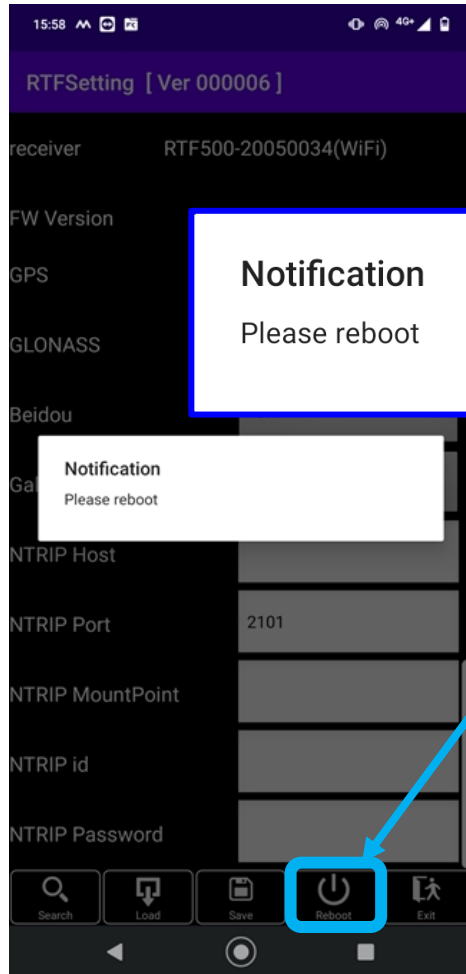 15:58 4G+
RTFSetting [ Ver 000006 ]
receiver RTF500-20050034(WiFi)
FW Version
GPS
Notification
Please reboot
GLONASS
Beidou
Notification
Please reboot
Gal
NTRIP Host
NTRIP Port 2101
NTRIP MountPoint
NTRIP id
NTRIP Password
Search Load Save Reboot Exit